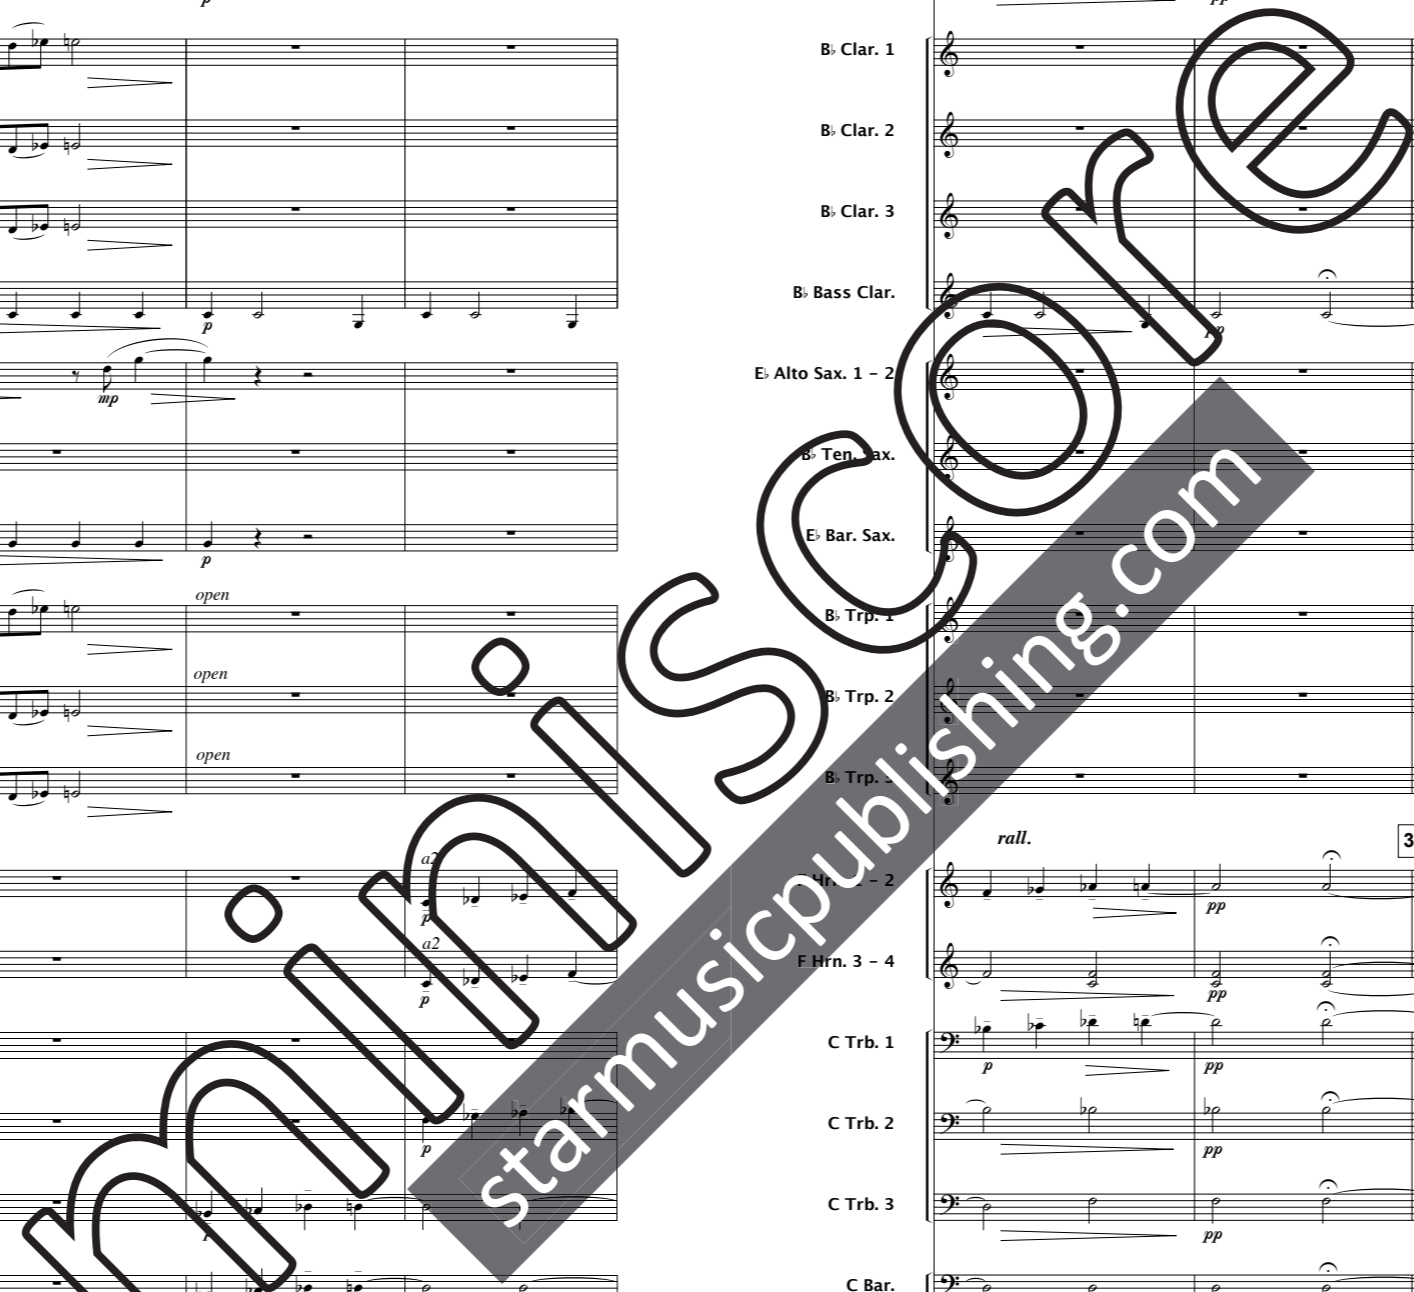 p
pp
B♭ Clar. 1
B♭ Clar. 2
B♭ Clar. 3
B♭ Bass Clar.
p
pp
E♭ Alto Sax. 1 – 2
mp
B♭ Ten. Sax.
E♭ Bar. Sax.
p
open
B♭ Trp. 1
open
B♭ Trp. 2
open
B♭ Trp. 3
rall.
3
a2
F Hrn. 1 – 2
p
pp
a2
F Hrn. 3 – 4
p
pp
C Trb. 1
p
pp
C Trb. 2
p
pp
C Trb. 3
p
pp
C Bar.
miniscore
starmusicpublishing.com